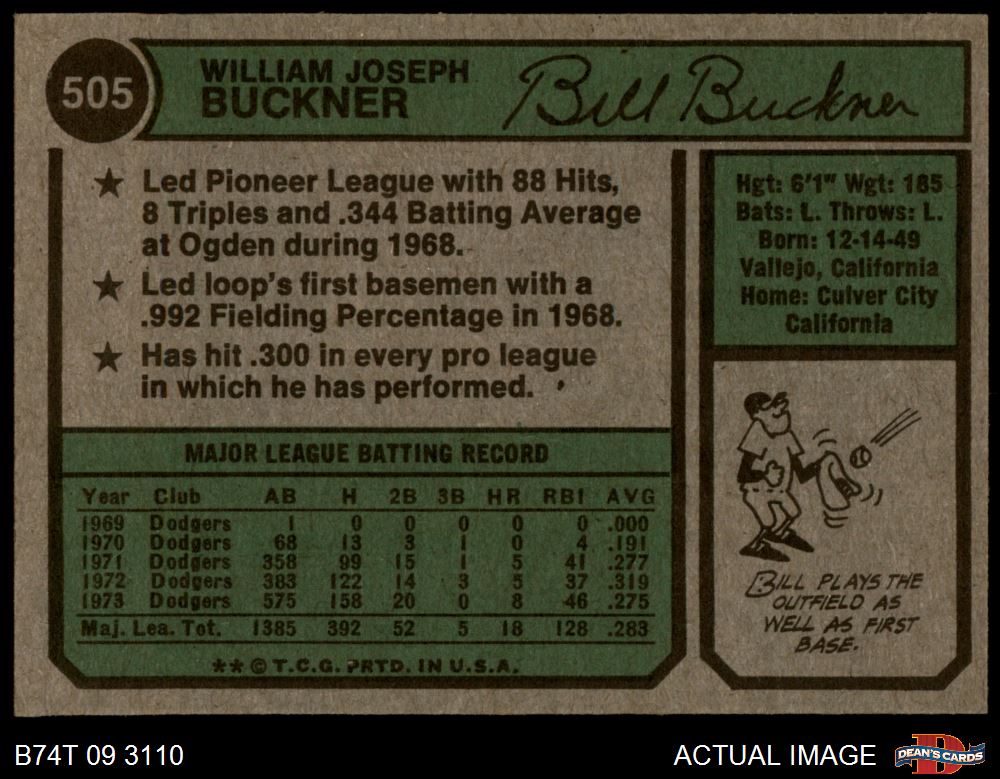 505
WILLIAM JOSEPH
BUCKNER
Bill Buckner
★ Led Pioneer League with 88 Hits,
8 Triples and .344 Batting Average
at Ogden during 1968.
★ Led loop's first basemen with a
.992 Fielding Percentage in 1968.
★ Has hit .300 in every pro league
in which he has performed.
Hgt: 6'1" Wgt: 185
Bats: L. Throws: L.
Born: 12-14-49
Vallejo, California
Home: Culver City
California
MAJOR LEAGUE BATTING RECORD
Year Club AB H 2B 3B HR RBI AVG
1969 Dodgers 1 0 0 0 0 0 .000
1970 Dodgers 68 13 3 1 0 4 .191
1971 Dodgers 358 99 15 1 5 41 .277
1972 Dodgers 383 122 14 3 5 37 .319
1973 Dodgers 575 158 20 0 8 46 .275
Maj. Lea. Tot. 1385 392 52 5 18 128 .283
** © T.C.G. PRTD. IN U.S.A.
BILL PLAYS THE
OUTFIELD AS
WELL AS FIRST
BASE.
B74T 09 3110
ACTUAL IMAGE
D
DEAN'S CARDS